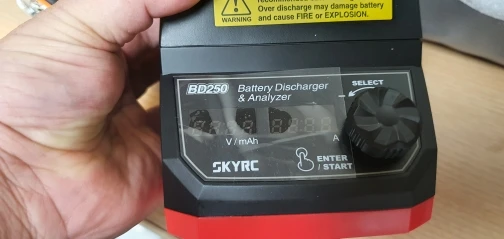 WARNING
Over discharge may damage battery
and cause FIRE or EXPLOSION.
BD250 Battery Discharger
& Analyzer
SELECT
V / mAh
A
SKYRC
ENTER
/ START